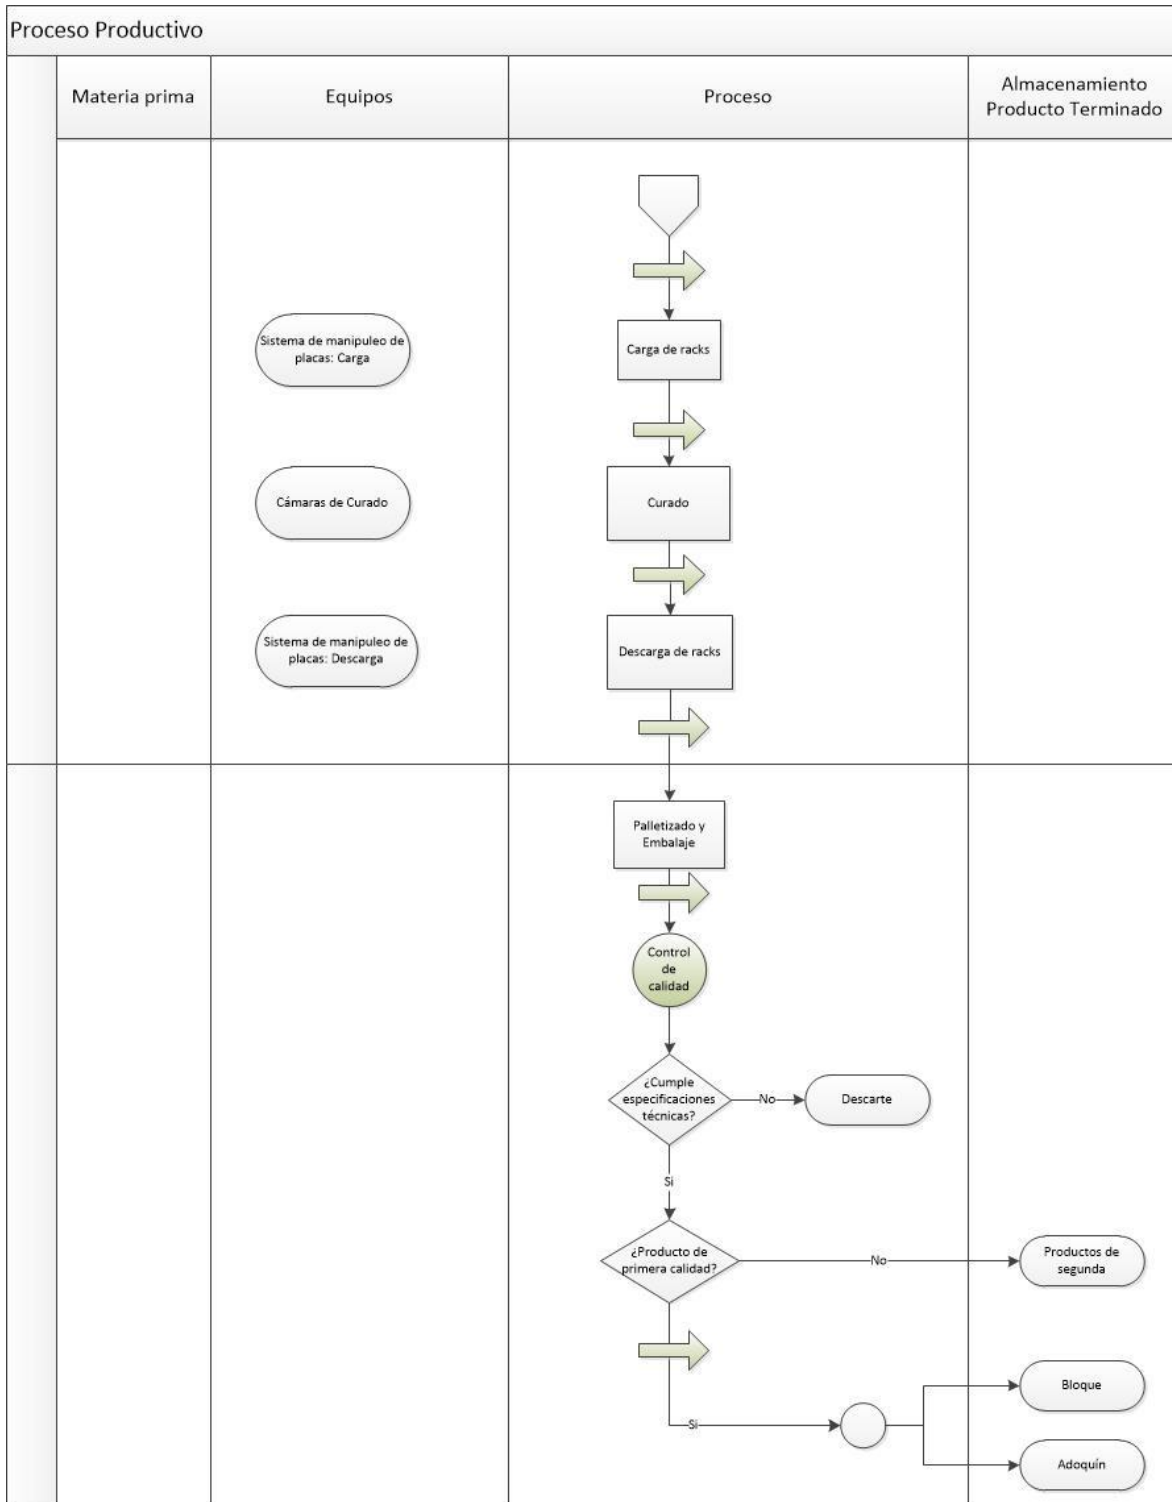 Proceso Productivo
Materia prima
Equipos
Proceso
Almacenamiento
Producto Terminado
Sistema de manipuleo de
placas: Carga
Carga de racks
Cámaras de Curado
Curado
Sistema de manipuleo de
placas: Descarga
Descarga de racks
Palletizado y
Embalaje
Control
de
calidad
¿Cumple
especificaciones
técnicas?
No
Descarte
Si
¿Producto de
primera calidad?
No
Productos de
segunda
Bloque
Si
Adoquín